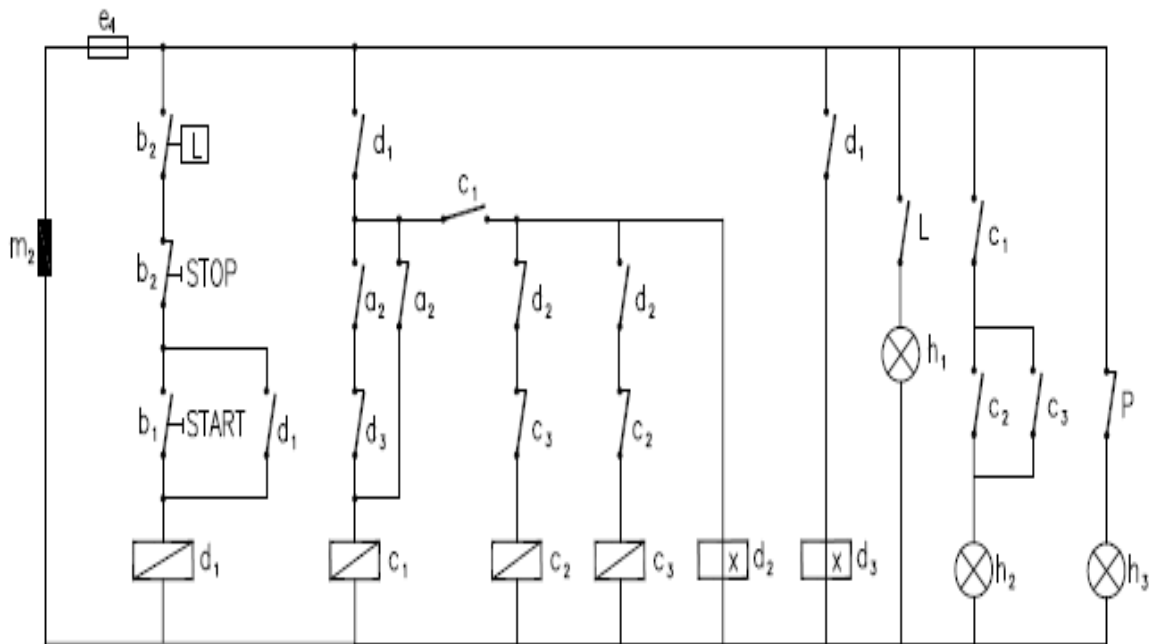 e₄
b₂ L
d₁
d₁
c₁
m₂
b₂ STOP
a₂
a₂
d₂
d₂
L
c₁
h₁
b₁ START
d₁
d₃
c₃
c₂
c₂
c₃
P
d₁
c₁
c₂
c₃
x d₂
x d₃
h₂
h₃